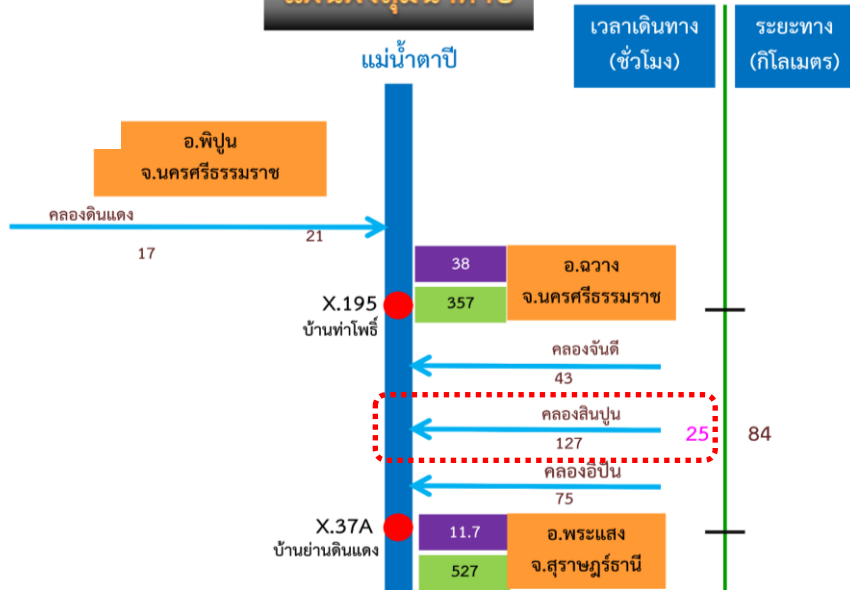 เวลาเดินทาง
(ชั่วโมง)
ระยะทาง
(กิโลเมตร)
แม่น้ำตาปี
อ.พิปูน
จ.นครศรีธรรมราช
คลองดินแดง
17
21
38
357
อ.ฉวาง
จ.นครศรีธรรมราช
X.195
บ้านท่าโพธิ์
คลองจันดี
43
คลองสินปูน
127
25
84
คลองอิปัน
75
X.37A
บ้านย่านดินแดง
11.7
527
อ.พระแสง
จ.สุราษฎร์ธานี